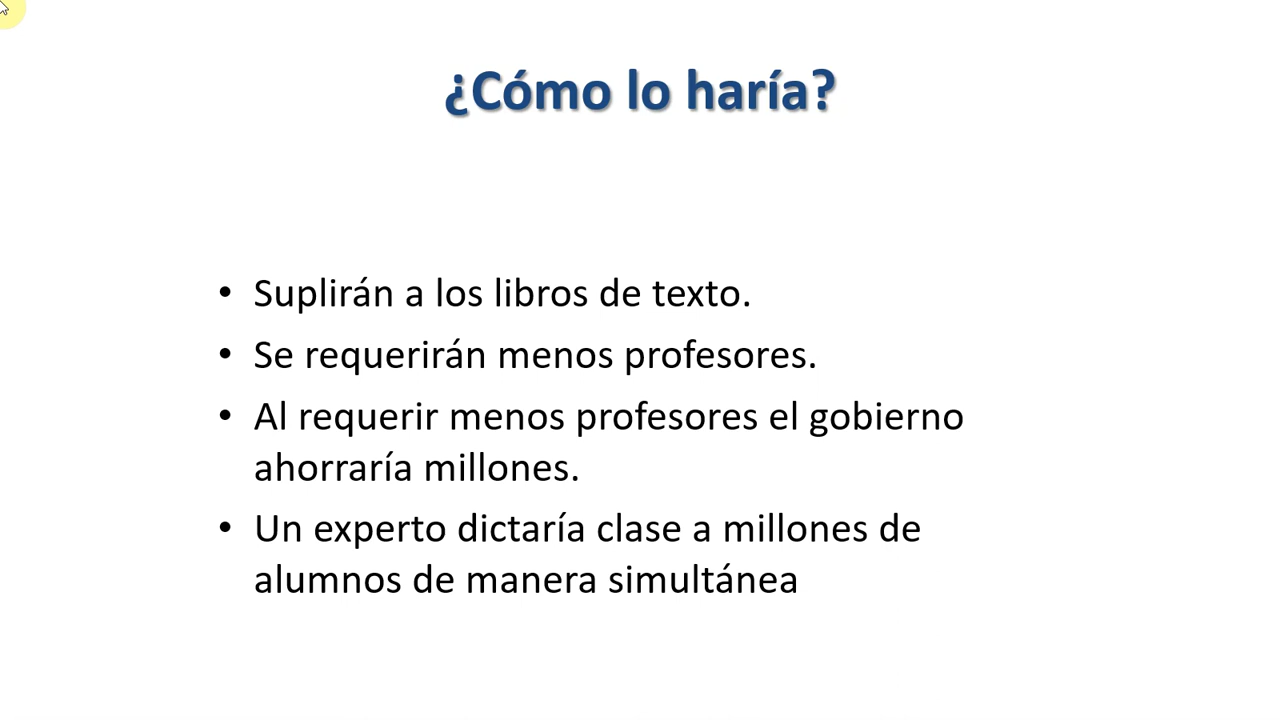 ¿Cómo lo haría?
• Suplirán a los libros de texto.
• Se requerirán menos profesores.
• Al requerir menos profesores el gobierno
ahorraría millones.
• Un experto dictaría clase a millones de
alumnos de manera simultánea